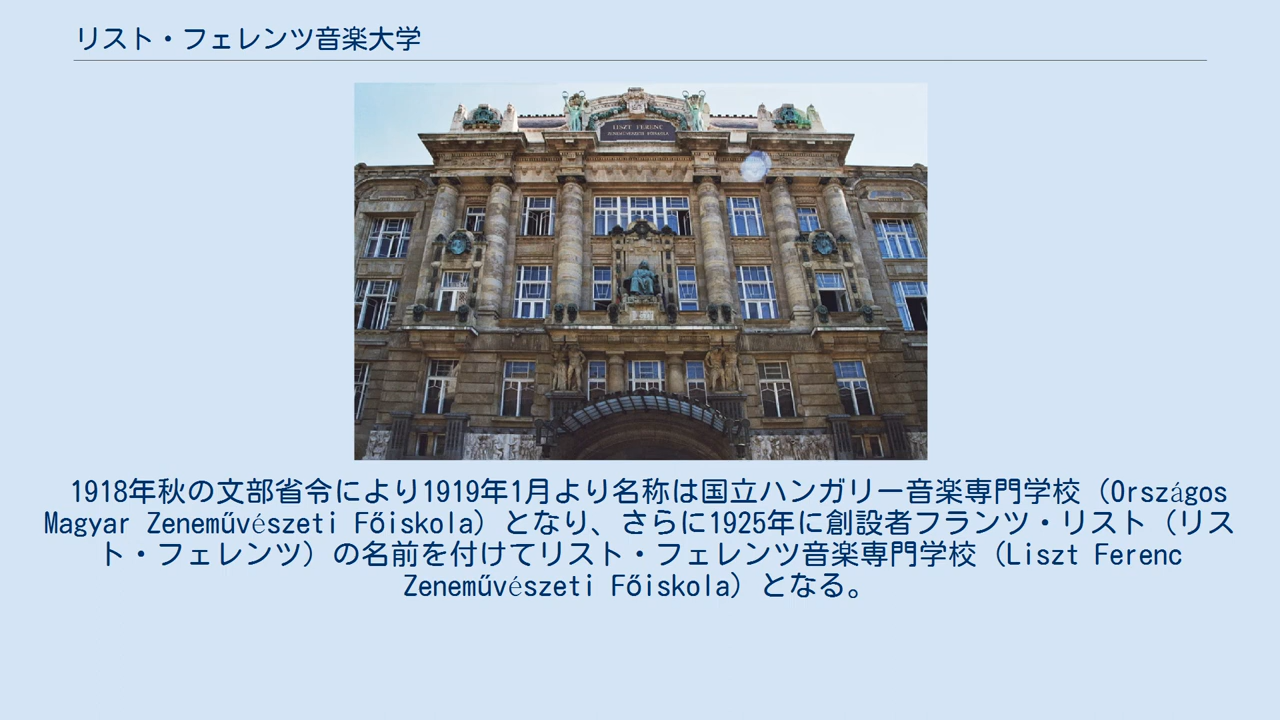 リスト・フェレンツ音楽大学
LISZT FERENC
ZENEMŰVÉSZETI FŐISKOLA
1918年秋の文部省令により1919年1月より名称は国立ハンガリー音楽専門学校（Országos
Magyar Zeneművészeti Főiskola）となり、さらに1925年に創設者フランツ・リスト（リス
ト・フェレンツ）の名前を付けてリスト・フェレンツ音楽専門学校（Liszt Ferenc
Zeneművészeti Főiskola）となる。